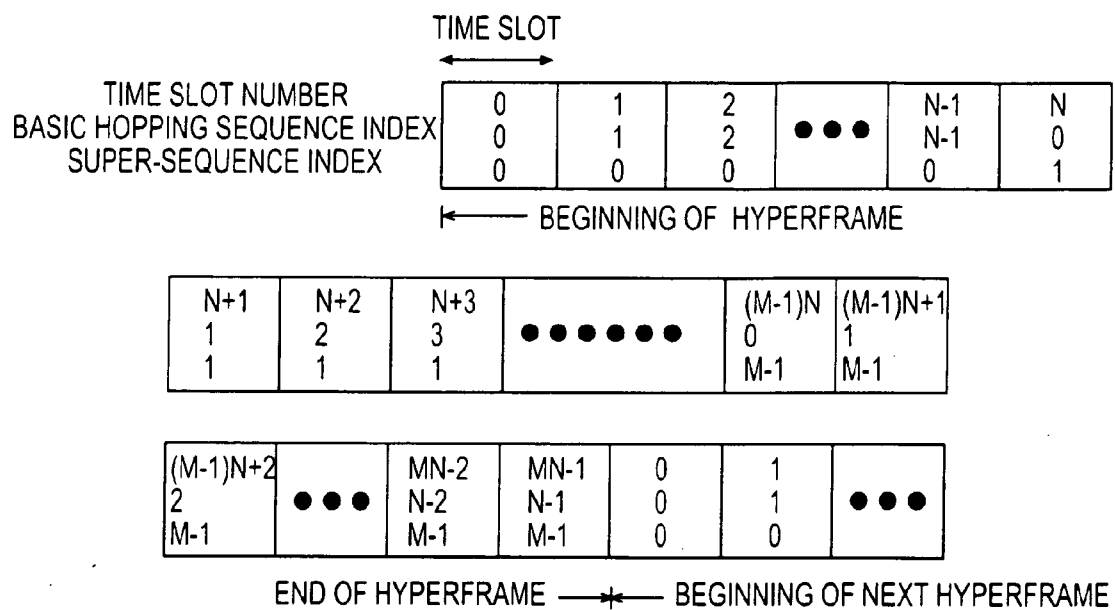 TIME SLOT
TIME SLOT NUMBER 0 1 2 ●●● N-1 N
BASIC HOPPING SEQUENCE INDEX 0 1 2 N-1 0
SUPER-SEQUENCE INDEX 0 0 0 0 1
BEGINNING OF HYPERFRAME
N+1 N+2 N+3 ●●●●●● (M-1)N (M-1)N+1
1 2 3 0 1
1 1 1 M-1 M-1
(M-1)N+2 ●●● MN-2 MN-1 0 1 ●●●
2 N-2 N-1 0 1
M-1 M-1 M-1 0 0
END OF HYPERFRAME BEGINNING OF NEXT HYPERFRAME